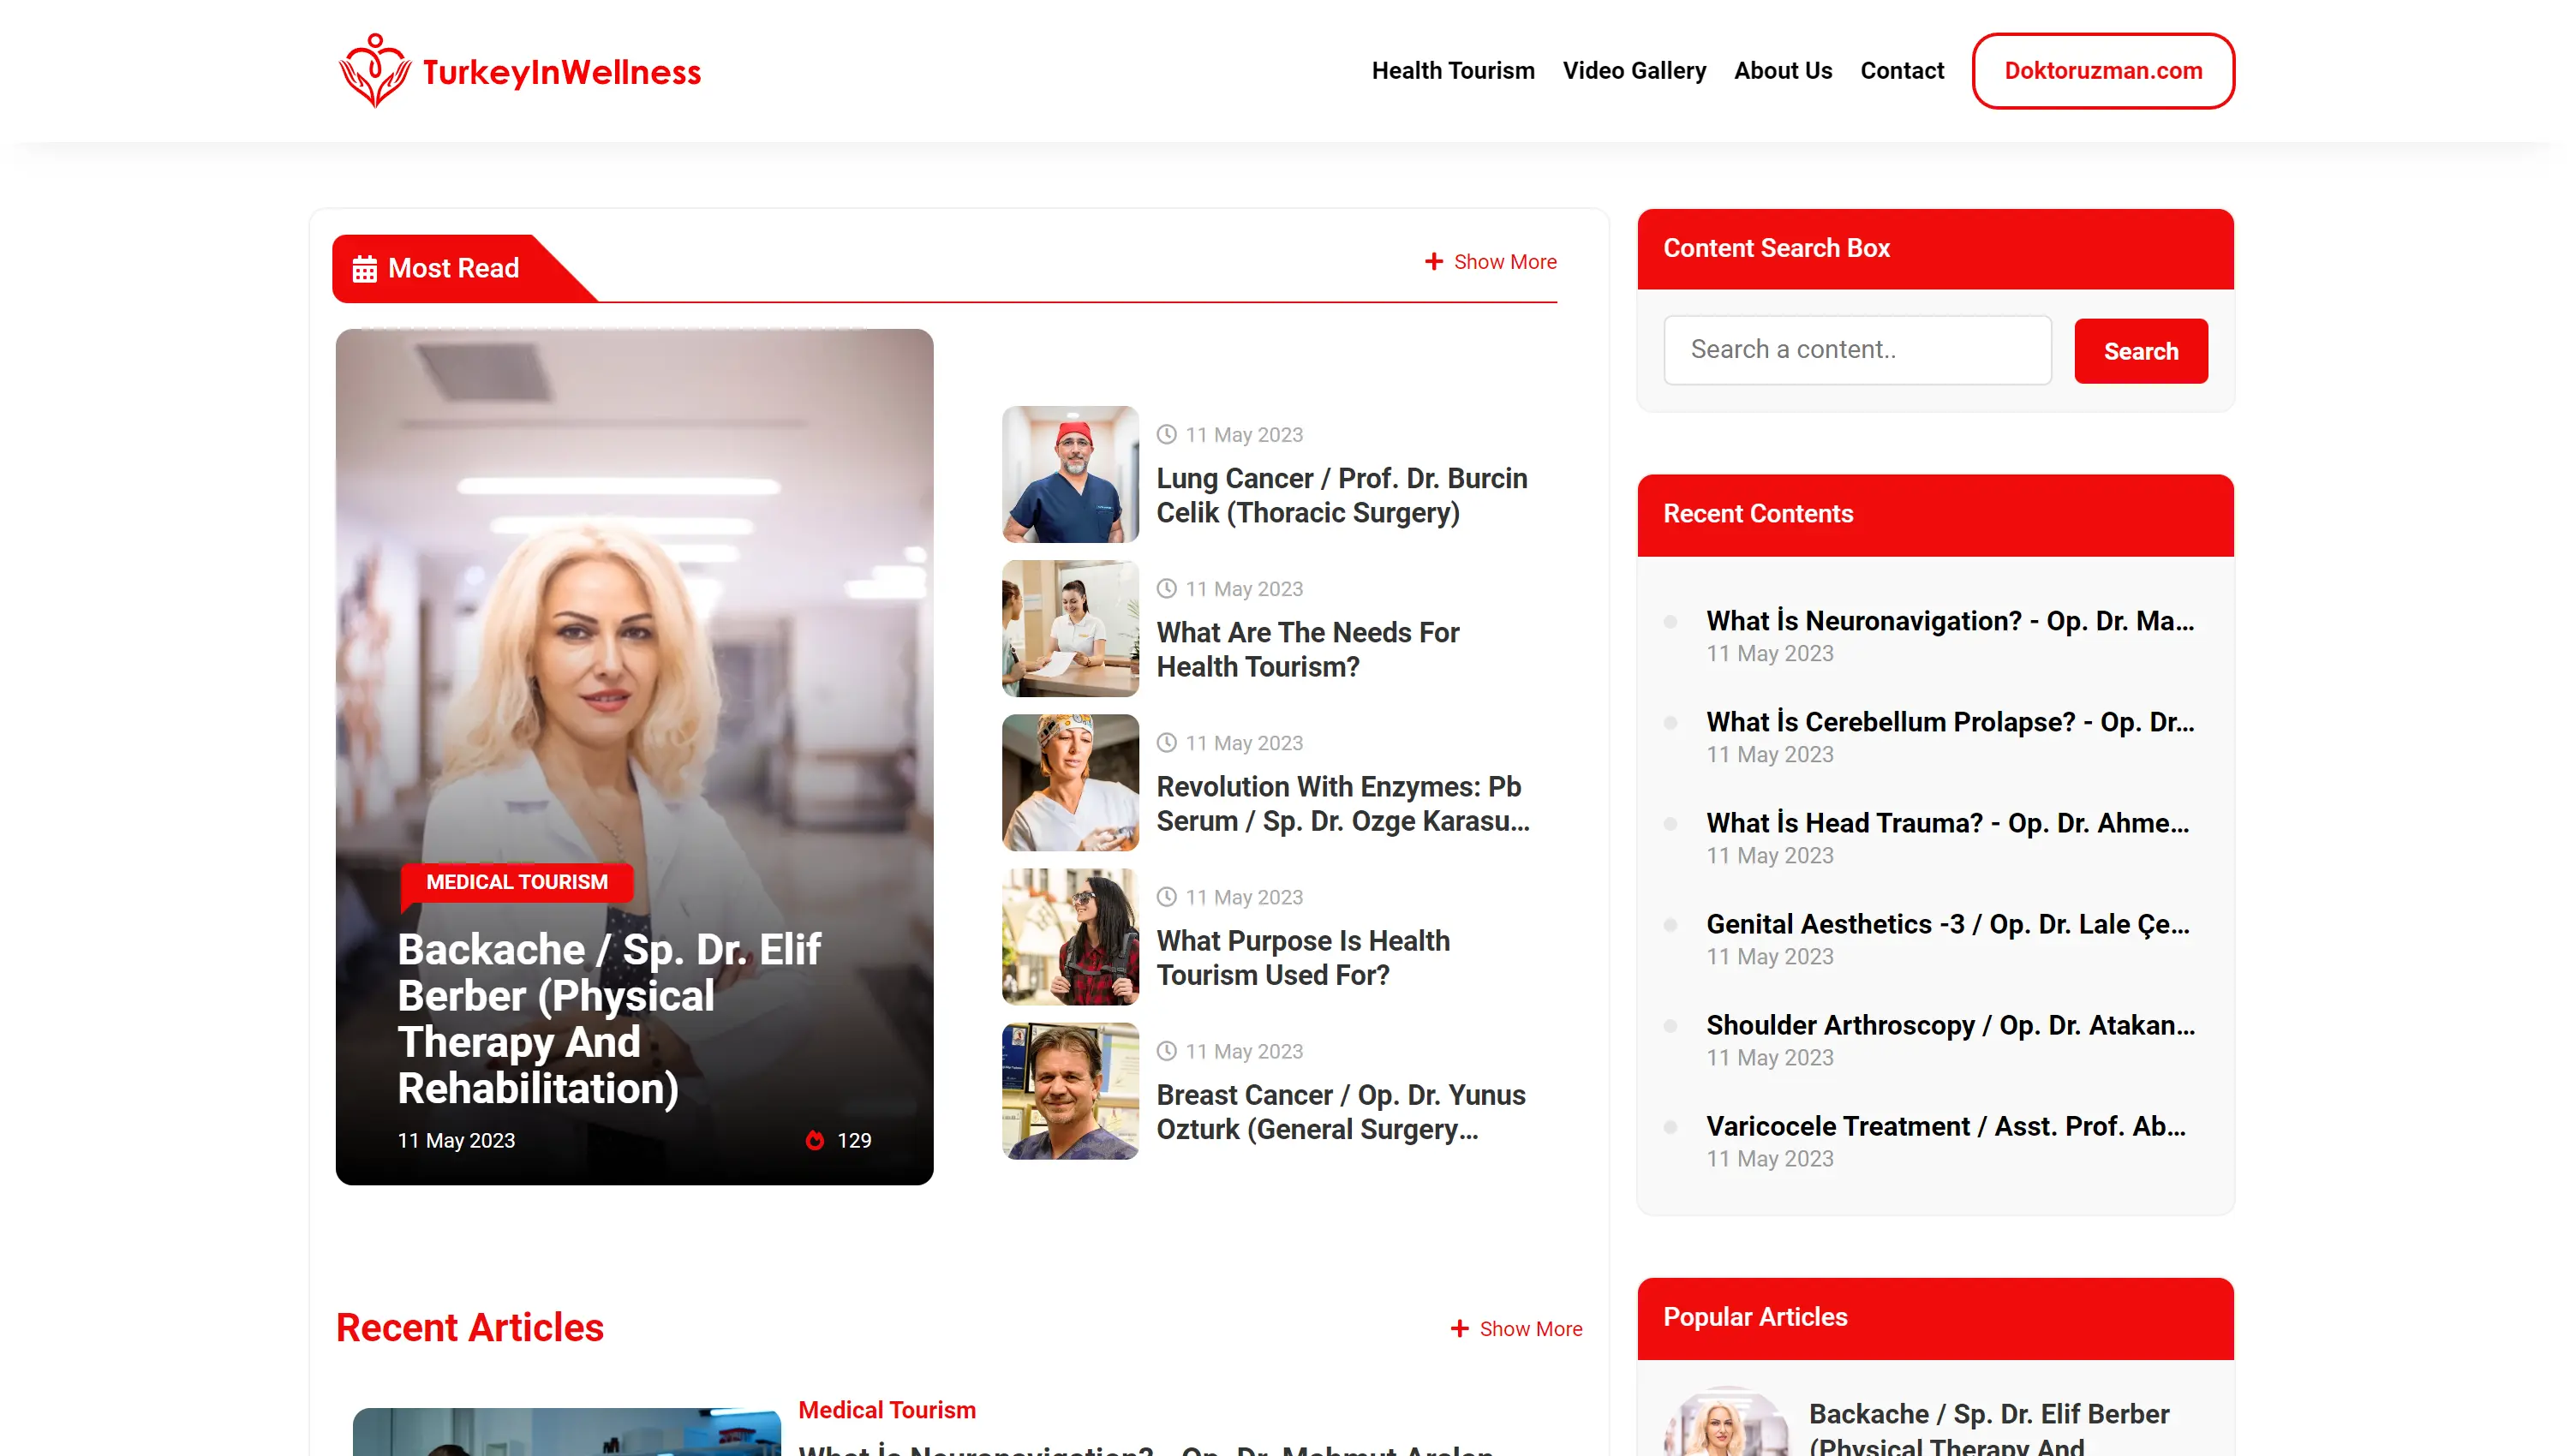 TurkeyInWellness
Health Tourism
Video Gallery
About Us
Contact
Doktoruzman.com
Most Read
Show More
MEDICAL TOURISM
Backache / Sp. Dr. Elif
Berber (Physical
Therapy And
Rehabilitation)
11 May 2023
129
11 May 2023
Lung Cancer / Prof. Dr. Burcin
Celik (Thoracic Surgery)
11 May 2023
What Are The Needs For
Health Tourism?
11 May 2023
Revolution With Enzymes: Pb
Serum / Sp. Dr. Ozge Karasu...
11 May 2023
What Purpose Is Health
Tourism Used For?
11 May 2023
Breast Cancer / Op. Dr. Yunus
Ozturk (General Surgery...
Recent Articles
Show More
Medical Tourism
What İs Neuronavigation? - Op. Dr. Mahmut Arslan
Content Search Box
Search a content..
Search
Recent Contents
What İs Neuronavigation? - Op. Dr. Ma...
11 May 2023
What İs Cerebellum Prolapse? - Op. Dr...
11 May 2023
What İs Head Trauma? - Op. Dr. Ahme...
11 May 2023
Genital Aesthetics -3 / Op. Dr. Lale Çe...
11 May 2023
Shoulder Arthroscopy / Op. Dr. Atakan...
11 May 2023
Varicocele Treatment / Asst. Prof. Ab...
11 May 2023
Popular Articles
Backache / Sp. Dr. Elif Berber
(Physical Therapy And